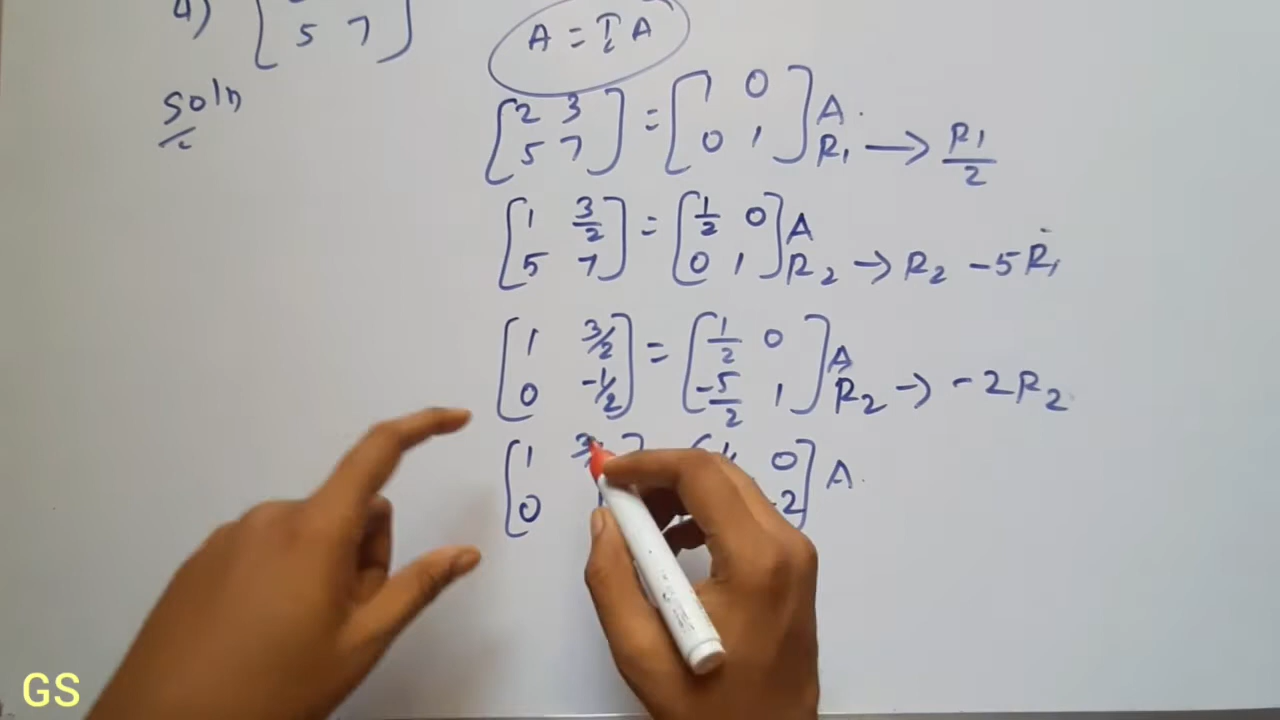 4)
5 7
Soln
A = I A
[2 3] = [1 0] A.
[5 7] [0 1] R₁ → R₁/2
[1 3/2] = [1/2 0] A
[5 7] [0 1] R₂ → R₂ -5R₁
[1 3/2] = [1/2 0] A
[0 -1/2] [-5/2 1] R₂ → -2R₂
[1 0] A.
[0 -2]
GS